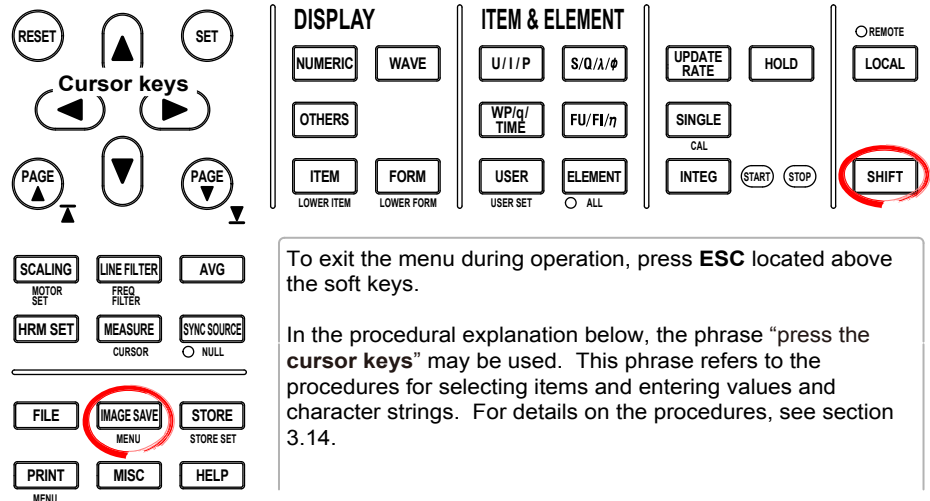 RESET
SET
Cursor keys
PAGE
PAGE
DISPLAY
NUMERIC WAVE
OTHERS
ITEM FORM
LOWER ITEM LOWER FORM
ITEM & ELEMENT
U/I/P S/Q/λ/φ
WP/q/
TIME
FU/FI/η
USER ELEMENT
USER SET ALL
UPDATE
RATE
HOLD
SINGLE
CAL
INTEG START STOP
REMOTE
LOCAL
SHIFT
SCALING LINE FILTER AVG
MOTOR
SET
FREQ
FILTER
HRM SET MEASURE SYNC SOURCE
CURSOR NULL
FILE IMAGE SAVE STORE
MENU STORE SET
PRINT MISC HELP
MENU
To exit the menu during operation, press ESC located above
the soft keys.
In the procedural explanation below, the phrase “press the
cursor keys” may be used. This phrase refers to the
procedures for selecting items and entering values and
character strings. For details on the procedures, see section
3.14.